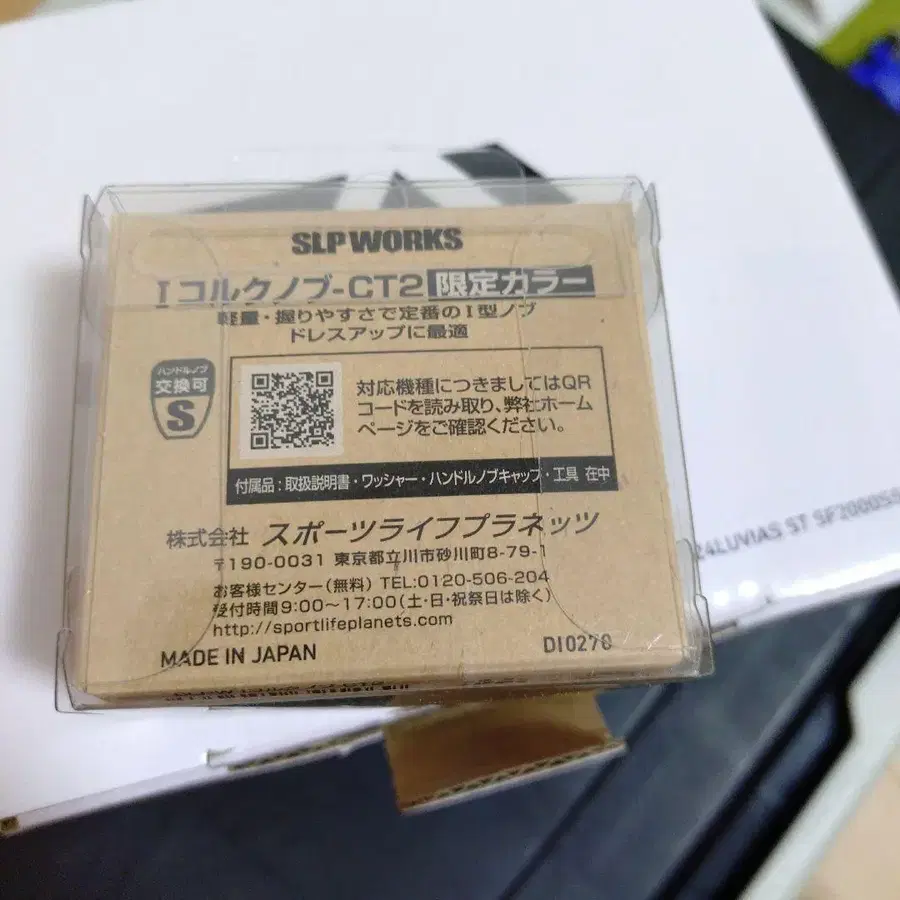 SLP WORKS
I コルクノブ-CT2 限定カラー
軽量・握りやすさで定番のI型ノブ
ドレスアップに最適
ハンドルノブ
交換可
S
対応機種につきましてはQR
コードを読み取り、弊社ホーム
ページをご確認ください。
付属品:取扱説明書・ワッシャー・ハンドルノブキャップ・工具 在中
株式会社 スポーツライフプラネッツ
〒190-0031 東京都立川市砂川町8-79-1
お客様センター(無料) TEL:0120-506-204
受付時間9:00〜17:00(土・日・祝祭日は除く)
http://sportlifeplanets.com
MADE IN JAPAN
DI0276
24LUVIAS ST SF2000SS